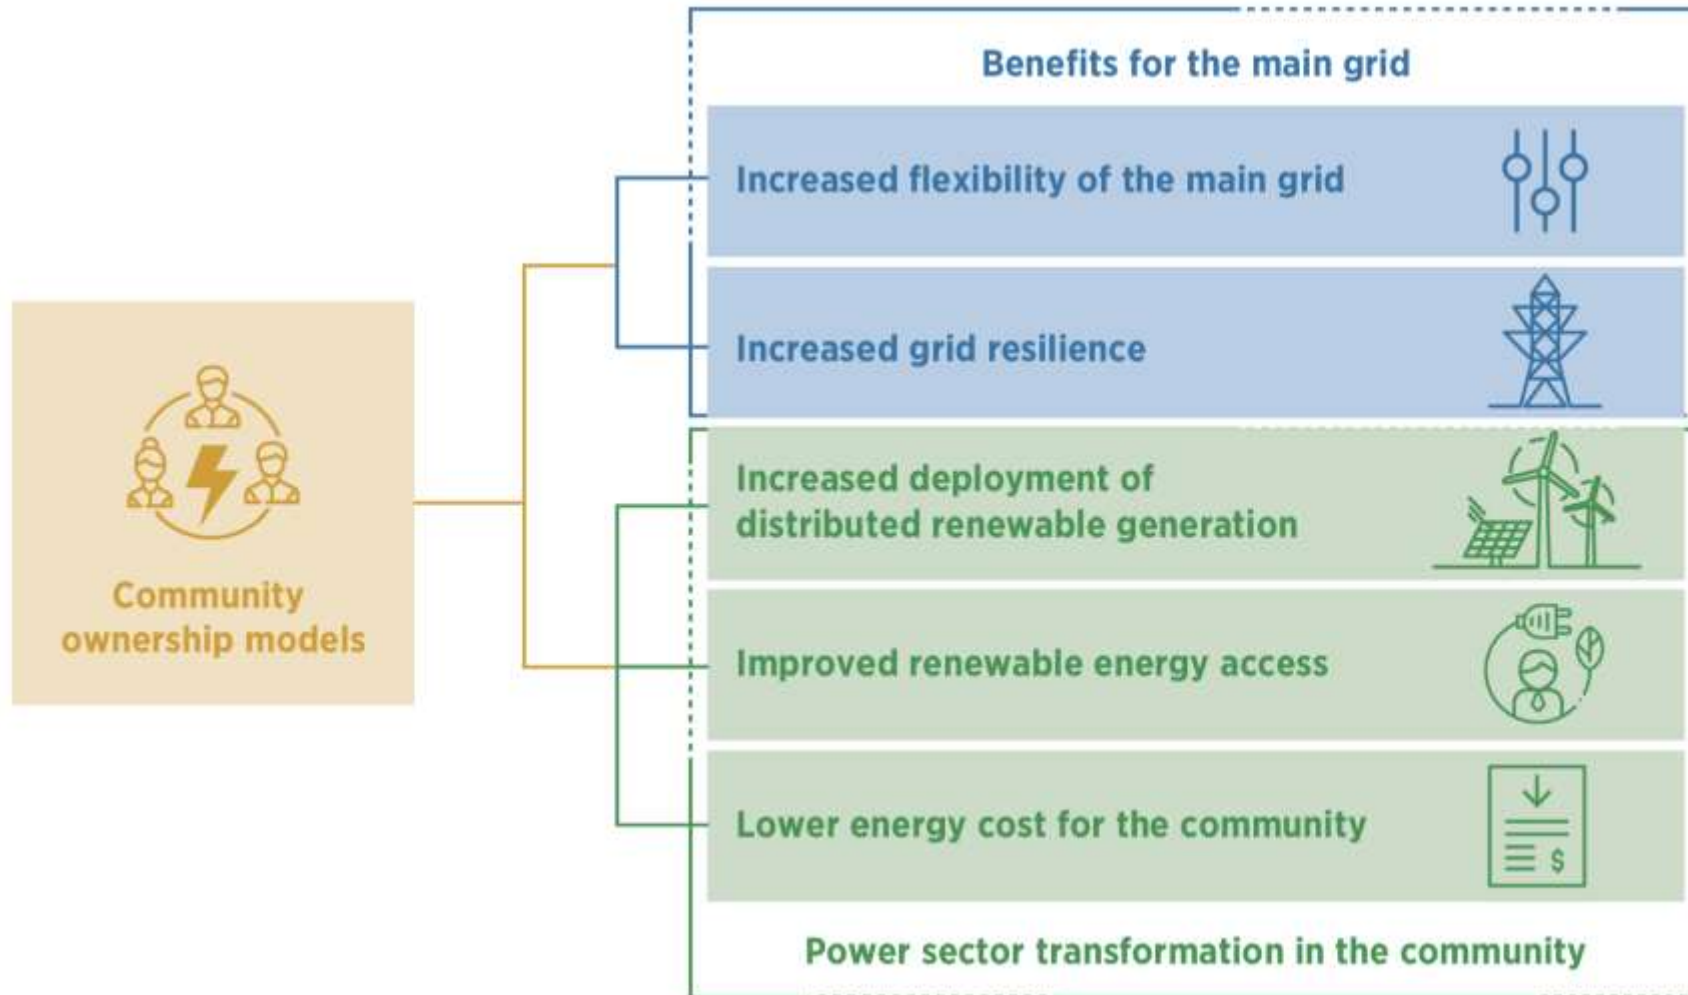 Benefits for the main grid
Increased flexibility of the main grid
Increased grid resilience
Community
ownership models
Increased deployment of
distributed renewable generation
Improved renewable energy access
Lower energy cost for the community
$
Power sector transformation in the community